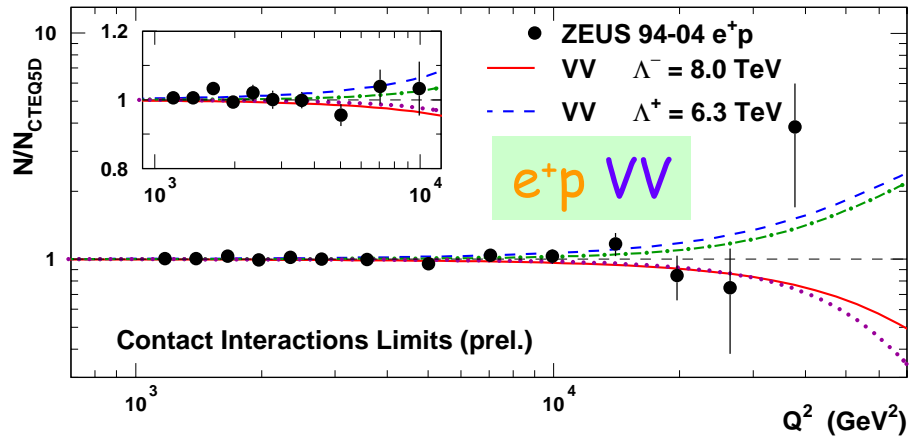 N/N_CTEQ5D
10
1
1.2
1
0.8
10³
10⁴
ZEUS 94-04 e⁺p
VV Λ⁻ = 8.0 TeV
VV Λ⁺ = 6.3 TeV
e⁺p VV
Contact Interactions Limits (prel.)
10³
10⁴
Q² (GeV²)